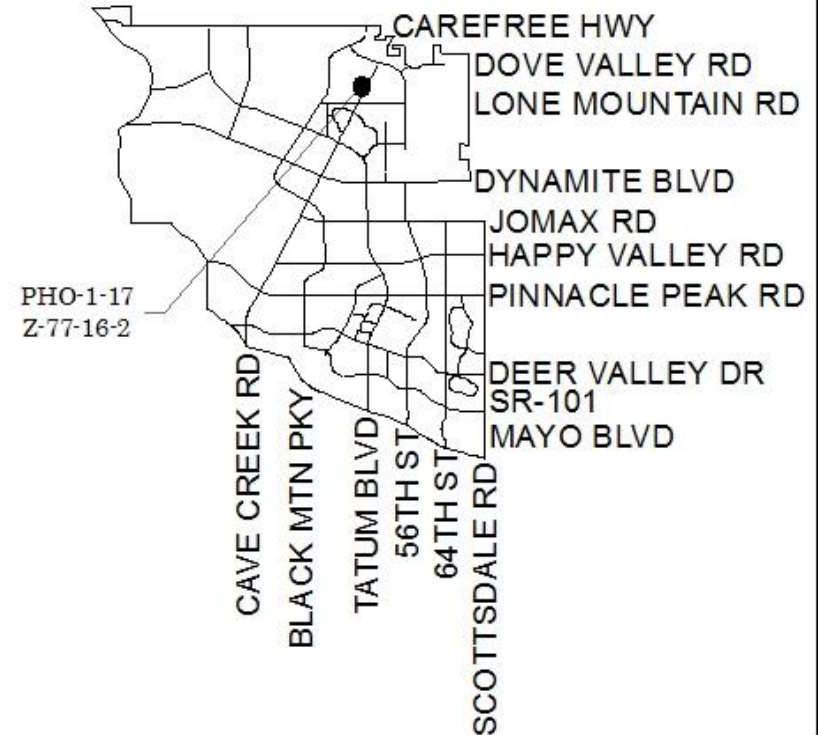 CAREFREE HWY
DOVE VALLEY RD
LONE MOUNTAIN RD
DYNAMITE BLVD
JOMAX RD
HAPPY VALLEY RD
PINNACLE PEAK RD
PHO-1-17
Z-77-16-2
DEER VALLEY DR
SR-101
MAYO BLVD
CAVE CREEK RD
BLACK MTN PKY
TATUM BLVD
56TH ST
64TH ST
SCOTTSDALE RD